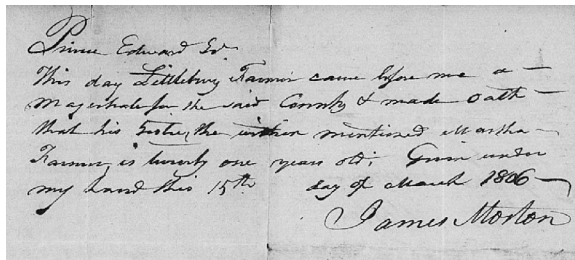 Prince Edward Co.
This day Littlebury Farmer came before me a
Magistrate for the said County & made Oath
that his Sister, the within mentioned Martha
Farmer is twenty one years old; Given under
my hand this 15th day of March 1806
James Morton